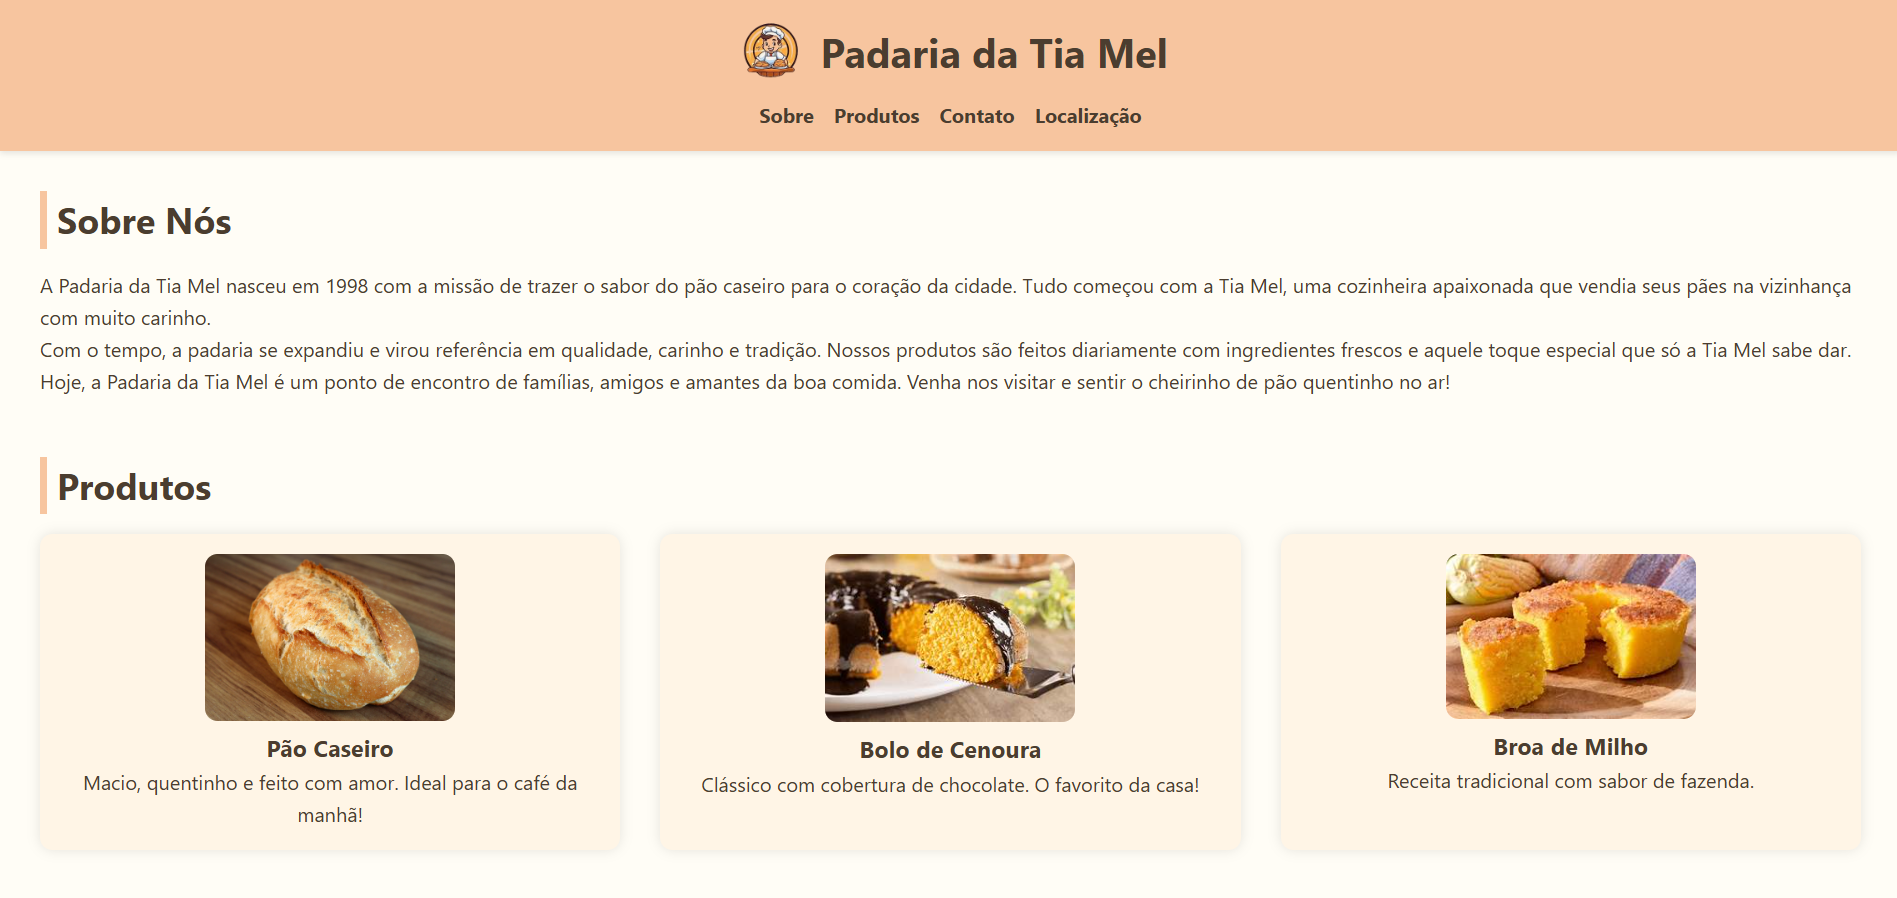 Padaria da Tia Mel
Sobre Produtos Contato Localização
Sobre Nós
A Padaria da Tia Mel nasceu em 1998 com a missão de trazer o sabor do pão caseiro para o coração da cidade. Tudo começou com a Tia Mel, uma cozinheira apaixonada que vendia seus pães na vizinhança
com muito carinho.
Com o tempo, a padaria se expandiu e virou referência em qualidade, carinho e tradição. Nossos produtos são feitos diariamente com ingredientes frescos e aquele toque especial que só a Tia Mel sabe dar.
Hoje, a Padaria da Tia Mel é um ponto de encontro de famílias, amigos e amantes da boa comida. Venha nos visitar e sentir o cheirinho de pão quentinho no ar!
Produtos
Pão Caseiro
Macio, quentinho e feito com amor. Ideal para o café da
manhã!
Bolo de Cenoura
Clássico com cobertura de chocolate. O favorito da casa!
Broa de Milho
Receita tradicional com sabor de fazenda.